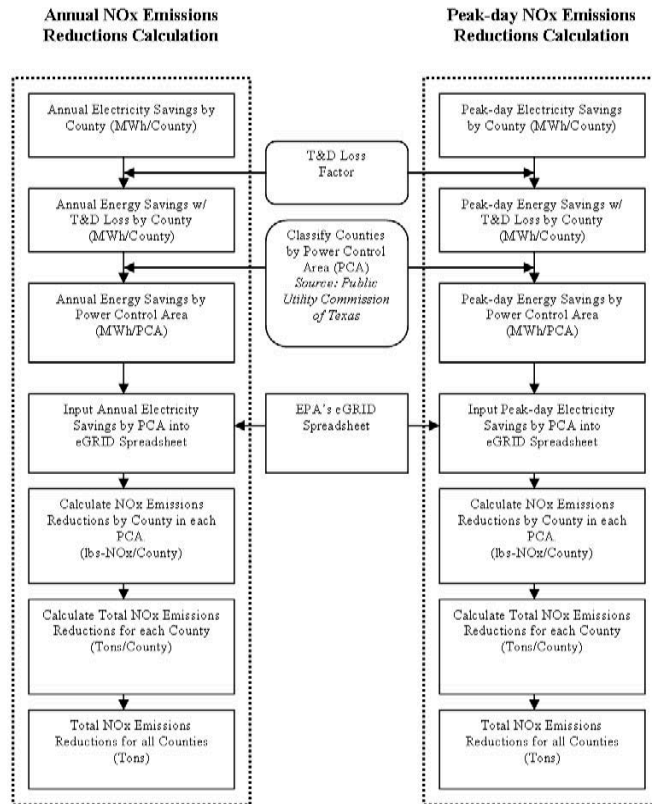 Annual NOx Emissions
Reductions Calculation
Annual Electricity Savings by
County (MWh/County)
Annual Energy Savings w/
T&D Loss by County
(MWh/County)
Annual Energy Savings by
Power Control Area
(MWh/PCA)
Input Annual Electricity
Savings by PCA into
eGRID Spreadsheet
Calculate NOx Emissions
Reductions by County in each
PCA
(lbs-NOx/County)
Calculate Total NOx Emissions
Reductions for each County
(Tons/County)
Total NOx Emissions
Reductions for all Counties
(Tons)
T&D Loss
Factor
Classify Counties
by Power Control
Area (PCA)
Source: Public
Utility Commission
of Texas
EPA's eGRID
Spreadsheet
Peak-day NOx Emissions
Reductions Calculation
Peak-day Electricity Savings
by County (MWh/County)
Peak-day Energy Savings w/
T&D Loss by County
(MWh/County)
Peak-day Energy Savings by
Power Control Area
(MWh/PCA)
Input Peak-day Electricity
Savings by PCA into
eGRID Spreadsheet
Calculate NOx Emissions
Reductions by County in each
PCA
(lbs-NOx/County)
Calculate Total NOx Emissions
Reductions for each County
(Tons/County)
Total NOx Emissions
Reductions for all Counties
(Tons)